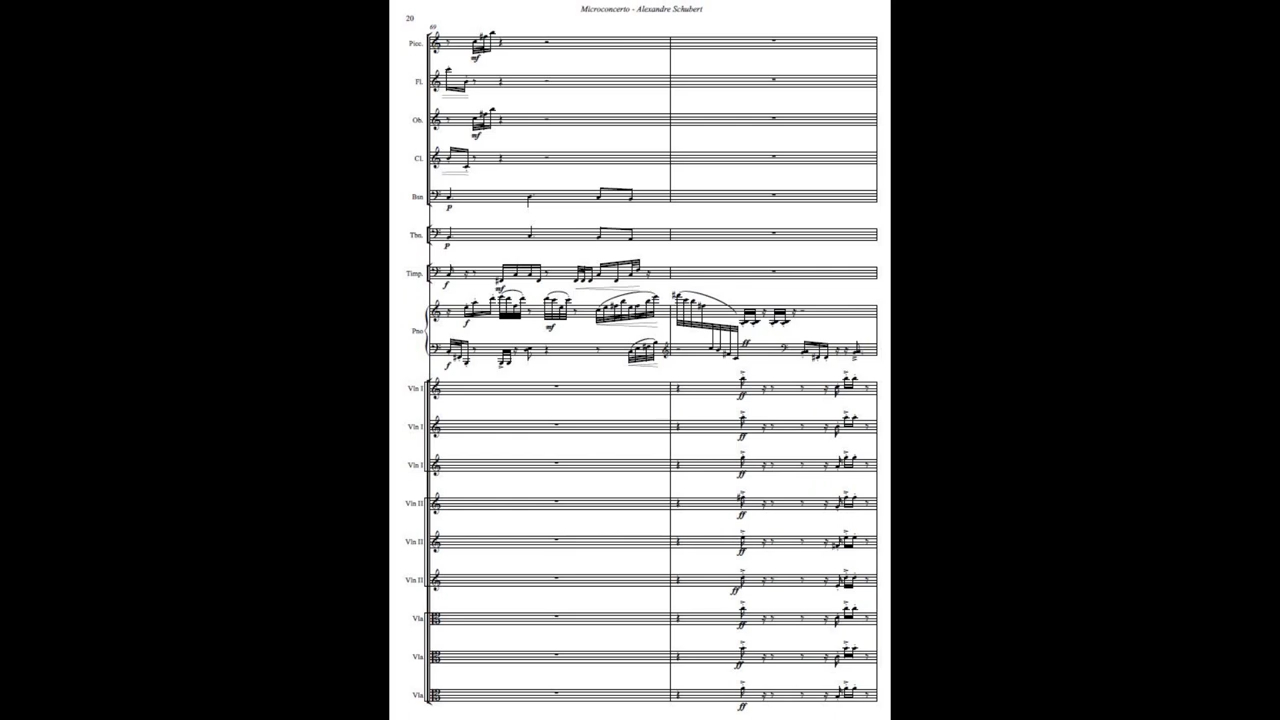 Microconcerto - Alexandre Schubert
20
69
Picc.
mf
Fl.
Ob.
mf
Cl.
Bsn
p
Tbn.
p
Timp.
f
mf
Pno
f
mf
ff
f
Vln I
ff
Vln I
ff
Vln I
ff
Vln II
ff
Vln II
ff
Vln II
ff
Vla
ff
Vla
ff
Vla
ff